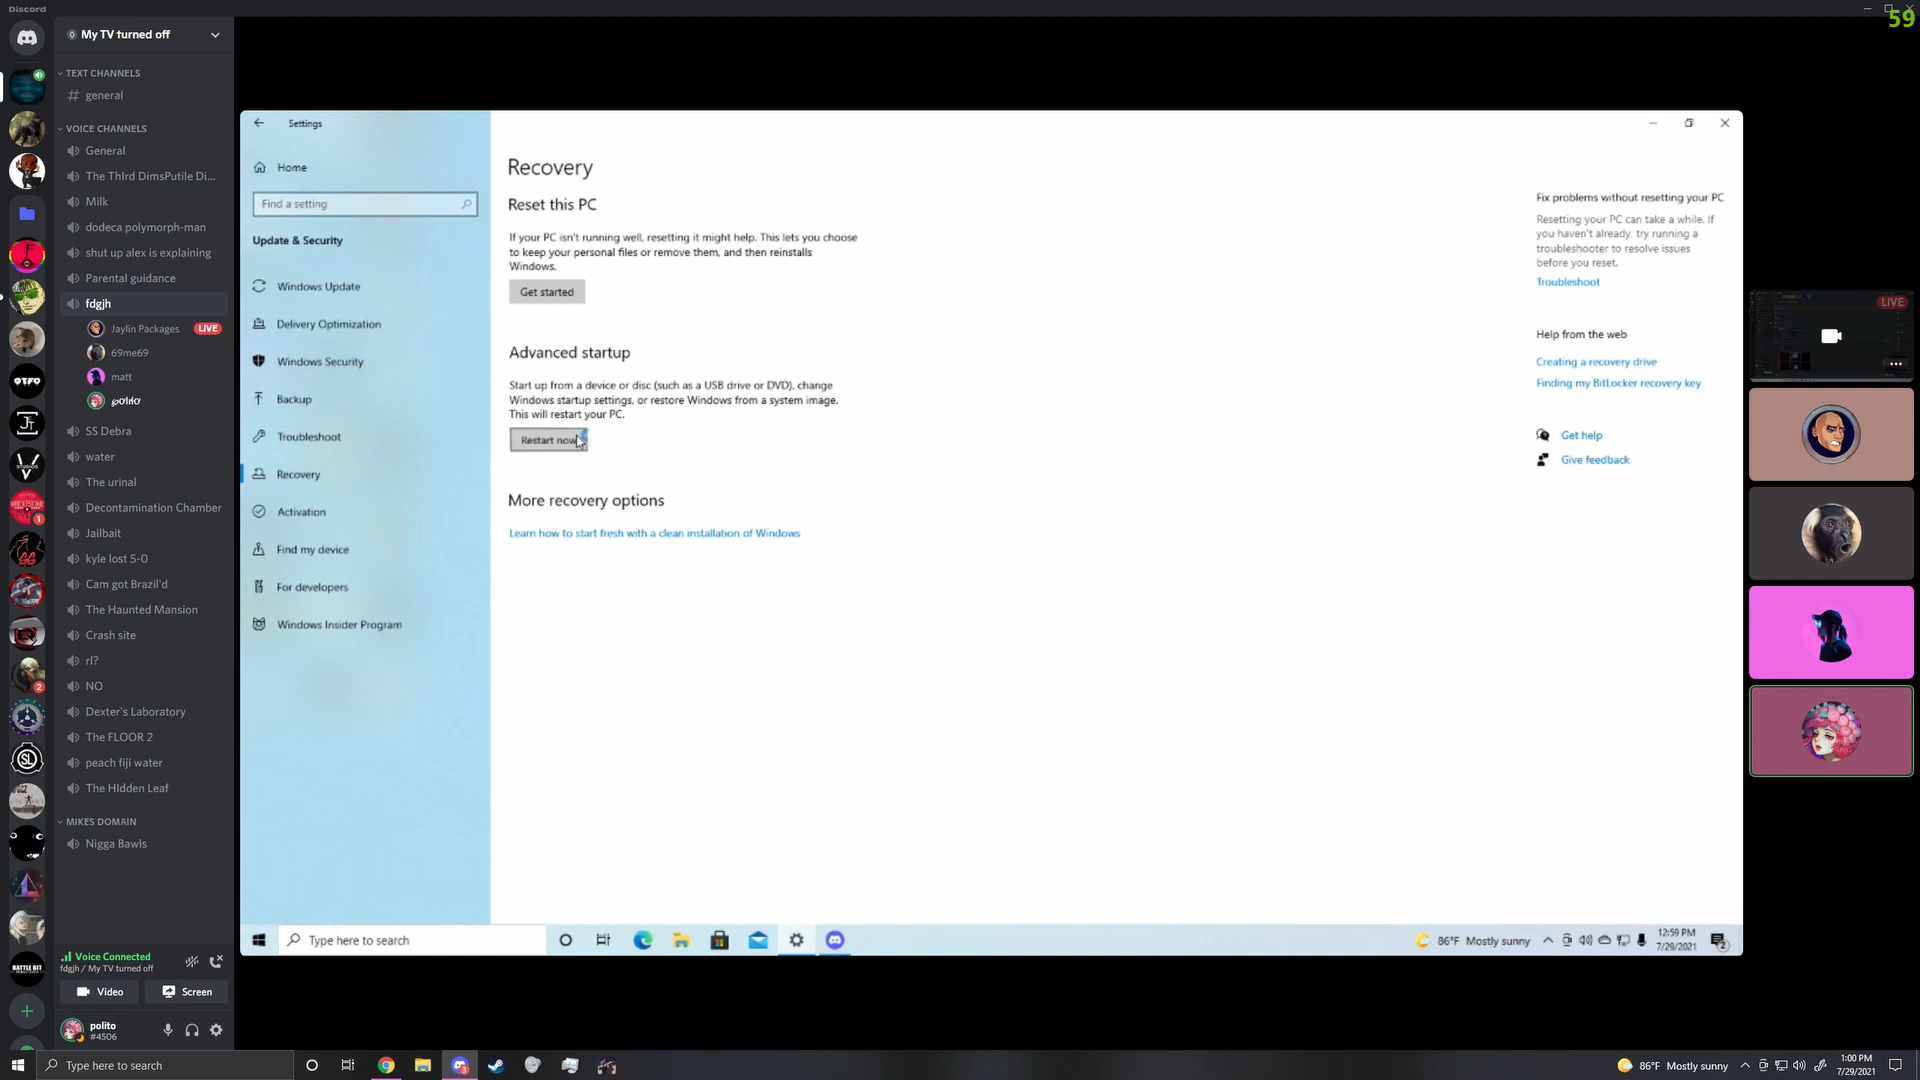 Discord
59
My TV turned off
TEXT CHANNELS
general
VOICE CHANNELS
General
The ThIrd DimsPutile Di...
Milk
dodeca polymorph-man
shut up alex is explaining
Parental guidance
fdgjh
Jaylin Packages LIVE
69me69
matt
polito
SS Debra
water
The urinal
Decontamination Chamber
Jailbait
kyle lost 5-0
Cam got Brazil'd
The Haunted Mansion
Crash site
rl?
NO
Dexter's Laboratory
The FLOOR 2
peach fiji water
The HIdden Leaf
MIKES DOMAIN
Nigga Bawls
Voice Connected
fdgjh / My TV turned off
Video
Screen
polito
#4506
GTFO
JT
V
STUDIOS
1
GG
2
SL
BATTLE BIT
Settings
Home
Find a setting
Update & Security
Windows Update
Delivery Optimization
Windows Security
Backup
Troubleshoot
Recovery
Activation
Find my device
For developers
Windows Insider Program
Recovery
Reset this PC
If your PC isn't running well, resetting it might help. This lets you choose
to keep your personal files or remove them, and then reinstalls
Windows.
Get started
Advanced startup
Start up from a device or disc (such as a USB drive or DVD), change
Windows startup settings, or restore Windows from a system image.
This will restart your PC.
Restart now
More recovery options
Learn how to start fresh with a clean installation of Windows
Fix problems without resetting your PC
Resetting your PC can take a while. If
you haven't already, try running a
troubleshooter to resolve issues
before you reset.
Troubleshoot
Help from the web
Creating a recovery drive
Finding my BitLocker recovery key
Get help
Give feedback
LIVE
Type here to search
86°F Mostly sunny
12:59 PM
7/29/2021
2
Type here to search
3
86°F Mostly sunny
1:00 PM
7/29/2021